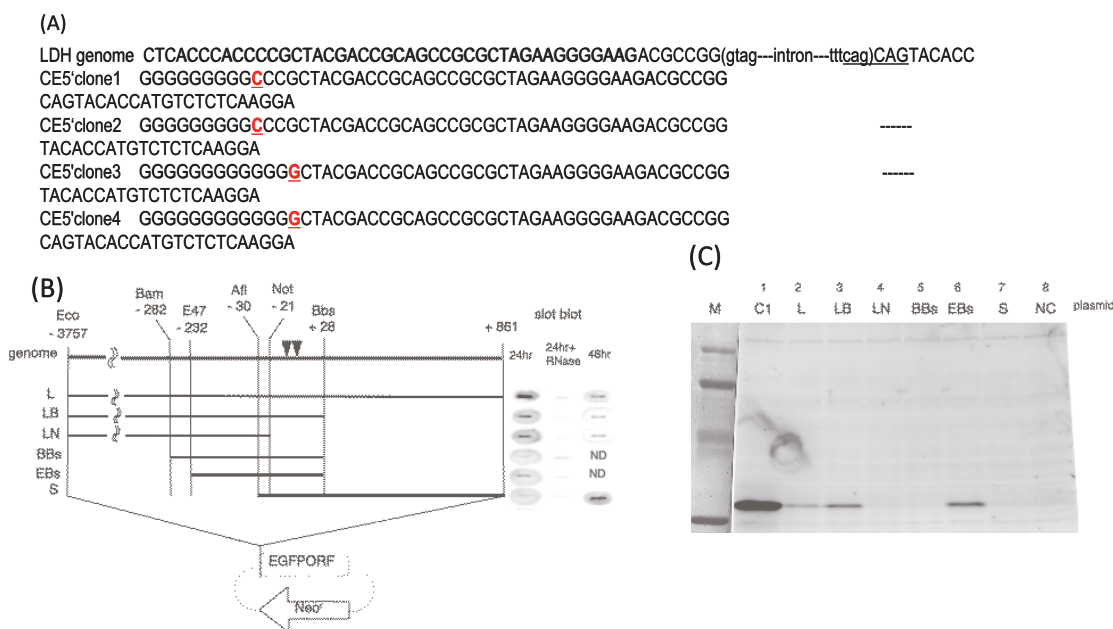 (A)
LDH genome CTCACCCACCCCGCTACGACCGCAGCCGCGCTAGAAGGGGAAGACGCCGG(gtag---intron---tttcag)CAGTACACC
CE5'clone1 GGGGGGGGGCCCGCTACGACCGCAGCCGCGCTAGAAGGGGAAGACGCCGG
CAGTACACCATGTCTCTCAAGGA
CE5'clone2 GGGGGGGGGCCCGCTACGACCGCAGCCGCGCTAGAAGGGGAAGACGCCGG ------
TACACCATGTCTCTCAAGGA
CE5'clone3 GGGGGGGGGGGGGCTACGACCGCAGCCGCGCTAGAAGGGGAAGACGCCGG ------
TACACCATGTCTCTCAAGGA
CE5'clone4 GGGGGGGGGGGGGCTACGACCGCAGCCGCGCTAGAAGGGGAAGACGCCGG
CAGTACACCATGTCTCTCAAGGA
(B)
Eco - 3757
Bam - 282
E47 - 232
Afl - 30
Not - 21
Bbs + 28
+ 861
slot blot
genome
24hr
24hr+ RNase
48hr
L
LB
LN
BBs ND
EBs ND
S
EGFPORF
Neo^r
(C)
1 2 3 4 5 6 7 8
M C1 L LB LN BBs EBs S NC plasmid